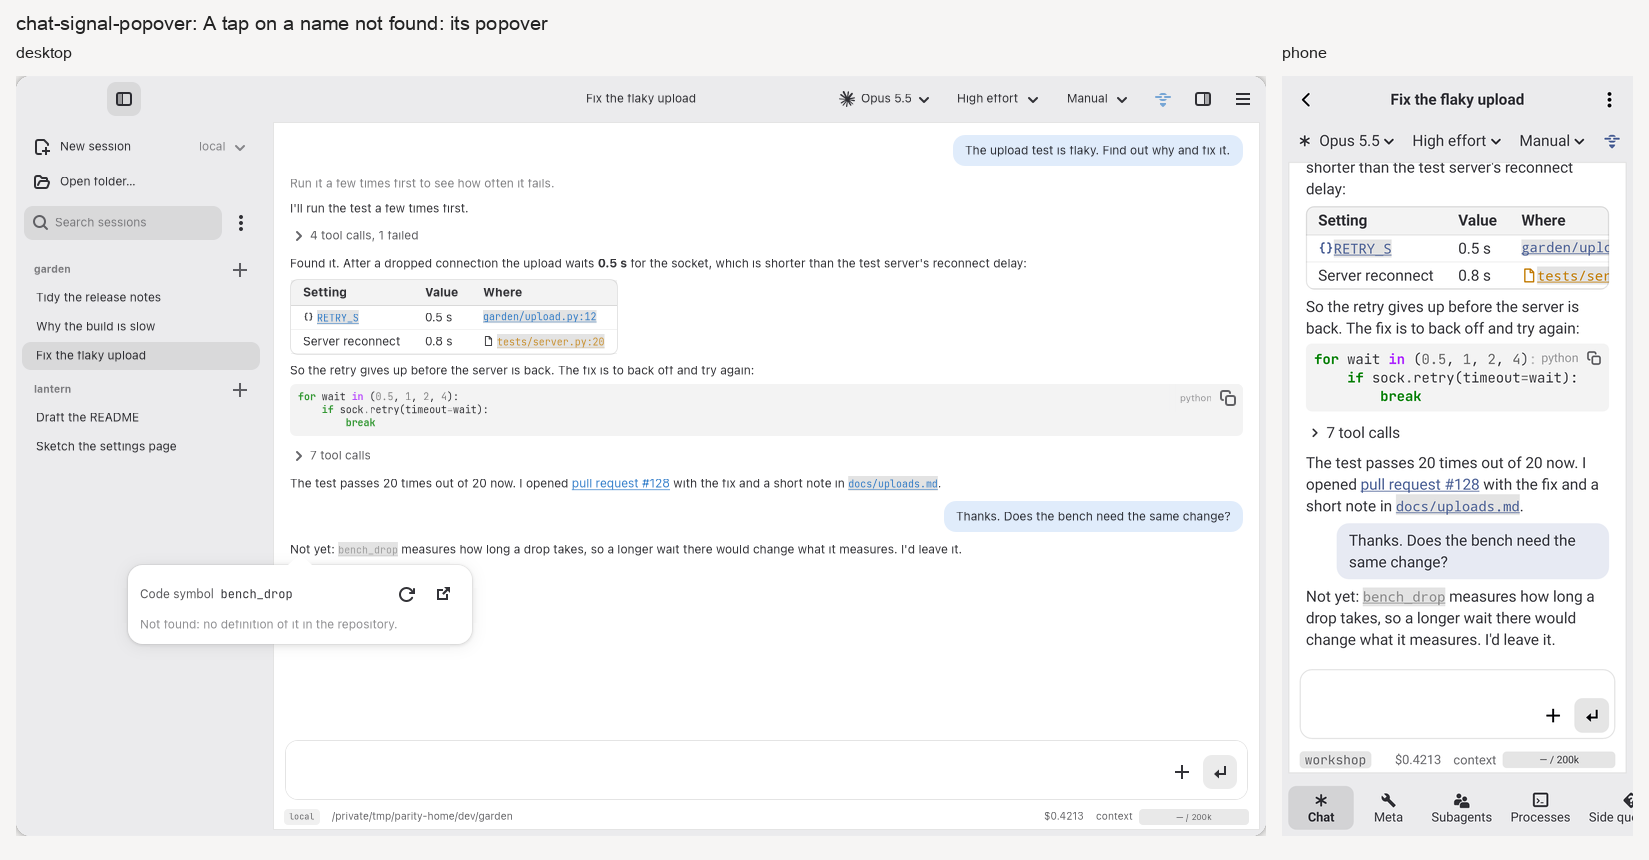 chat-signal-popover: A tap on a name not found: its popover
desktop
Fix the flaky upload
Opus 5.5
High effort
Manual
New session
local
Open folder...
Search sessions
garden
Tidy the release notes
Why the build is slow
Fix the flaky upload
lantern
Draft the README
Sketch the settings page
The upload test is flaky. Find out why and fix it.
Run it a few times first to see how often it fails.
I'll run the test a few times first.
4 tool calls, 1 failed
Found it. After a dropped connection the upload waits 0.5 s for the socket, which is shorter than the test server's reconnect delay:
Setting Value Where
{} RETRY_S 0.5 s garden/upload.py:12
Server reconnect 0.8 s tests/server.py:20
So the retry gives up before the server is back. The fix is to back off and try again:
for wait in (0.5, 1, 2, 4):
if sock.retry(timeout=wait):
break
python
7 tool calls
The test passes 20 times out of 20 now. I opened pull request #128 with the fix and a short note in docs/uploads.md.
Thanks. Does the bench need the same change?
Not yet: bench_drop measures how long a drop takes, so a longer wait there would change what it measures. I'd leave it.
Code symbol bench_drop
Not found: no definition of it in the repository.
local /private/tmp/parity-home/dev/garden
$0.4213 context – / 200k
phone
Fix the flaky upload
Opus 5.5 High effort Manual
shorter than the test server's reconnect
delay:
Setting Value Where
{}RETRY_S 0.5 s garden/uplo
Server reconnect 0.8 s tests/ser
So the retry gives up before the server is
back. The fix is to back off and try again:
for wait in (0.5, 1, 2, 4): python
if sock.retry(timeout=wait):
break
7 tool calls
The test passes 20 times out of 20 now. I
opened pull request #128 with the fix and a
short note in docs/uploads.md.
Thanks. Does the bench need the
same change?
Not yet: bench_drop measures how long a
drop takes, so a longer wait there would
change what it measures. I'd leave it.
workshop $0.4213 context – / 200k
Chat Meta Subagents Processes Side qu